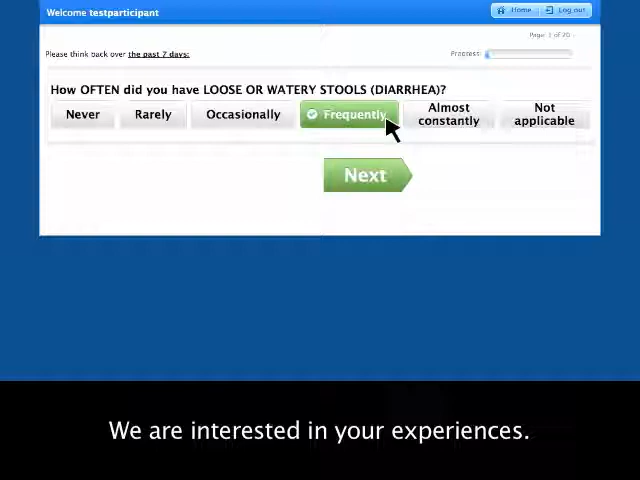 Welcome testparticipant
Home
Log out
Page: 1 of 20
Please think back over the past 7 days:
Progress:
How OFTEN did you have LOOSE OR WATERY STOOLS (DIARRHEA)?
Never
Rarely
Occasionally
Frequently
Almost
constantly
Not
applicable
Next
We are interested in your experiences.